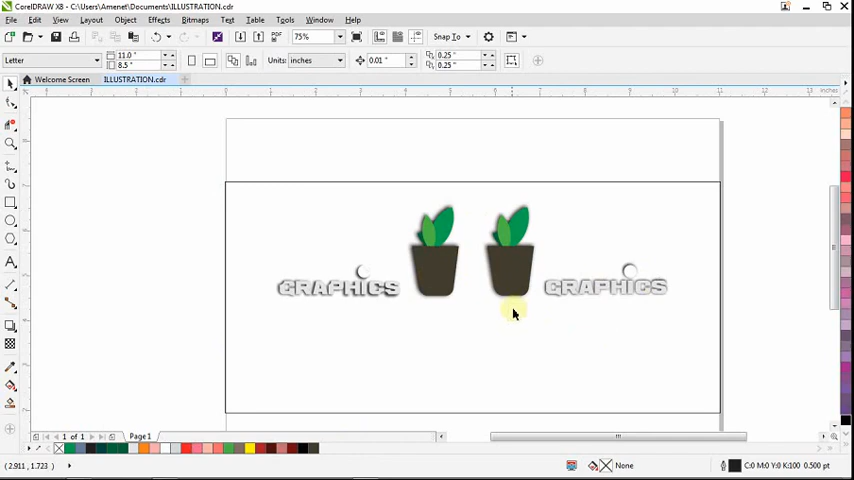 CorelDRAW X8 - C:\Users\Amenet\Documents\ILLUSTRATION.cdr
File Edit View Layout Object Effects Bitmaps Text Table Tools Window Help
75% Snap To
Letter 11.0 " 8.5 " Units: inches 0.01 " 0.25 " 0.25 "
Welcome Screen ILLUSTRATION.cdr
inches
GRAPHICS GRAPHICS
1 of 1 Page 1
(2.911, 1.723) None C:0 M:0 Y:0 K:100 0.500 pt